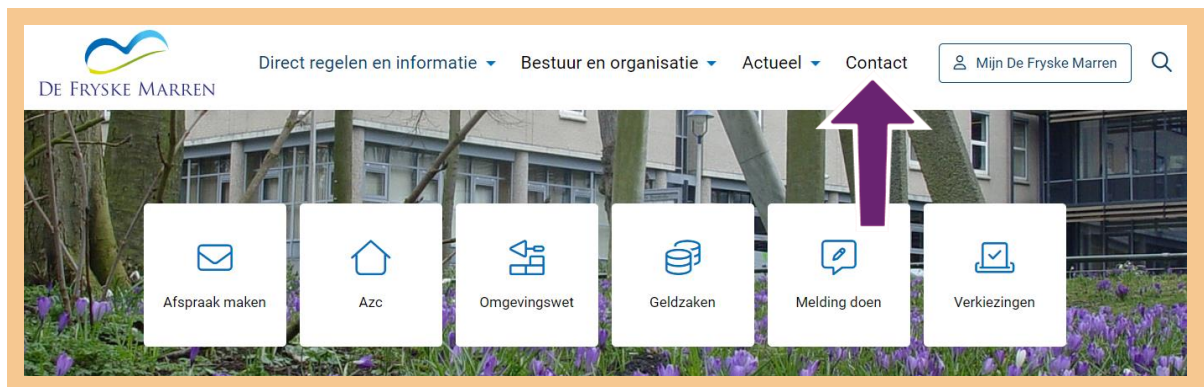 DE FRYSKE MARREN
Direct regelen en informatie
Bestuur en organisatie
Actueel
Contact
Mijn De Fryske Marren
Afspraak maken
Azc
Omgevingswet
Geldzaken
Melding doen
Verkiezingen